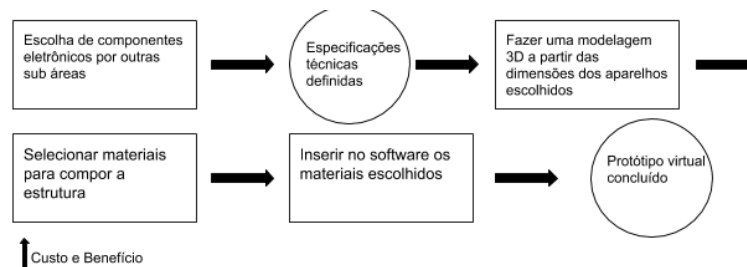 Escolha de componentes
eletrônicos por outras
sub áreas
Especificações
técnicas
definidas
Fazer uma modelagem
3D a partir das
dimensões dos aparelhos
escolhidos
Selecionar materiais
para compor a
estrutura
Inserir no software os
materiais escolhidos
Protótipo virtual
concluído
Custo e Benefício